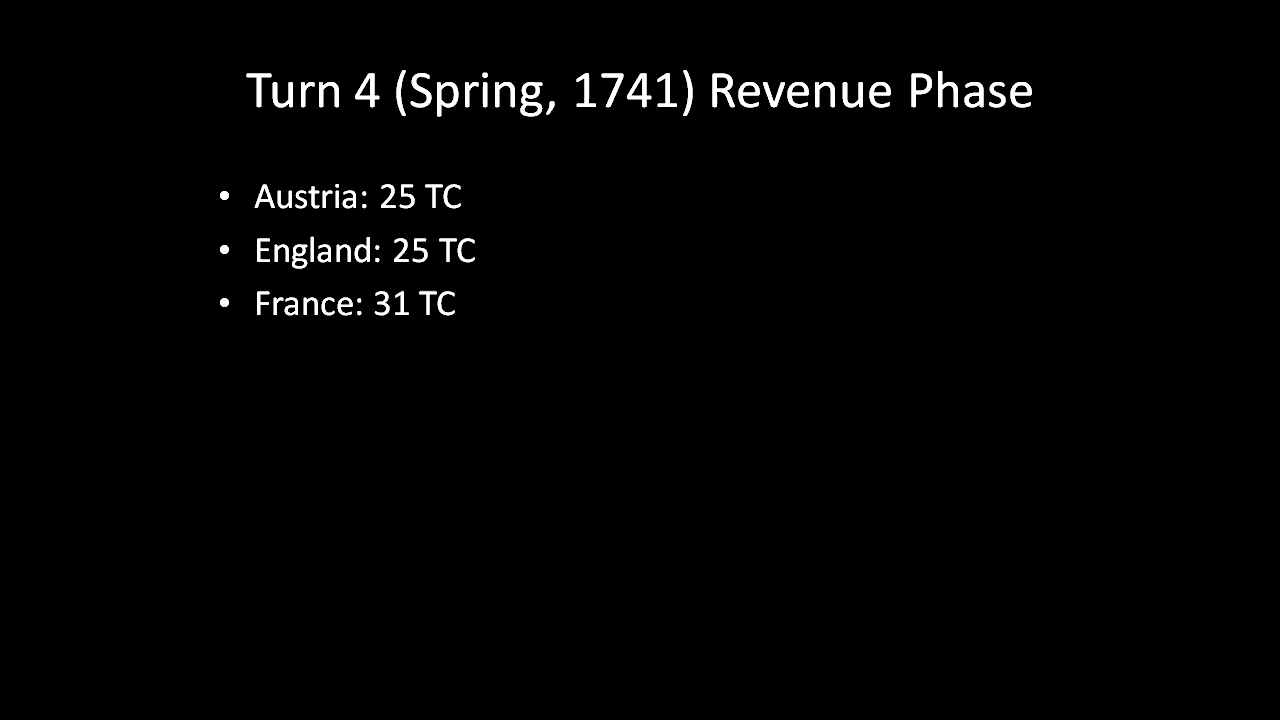 Turn 4 (Spring, 1741) Revenue Phase
• Austria: 25 TC
• England: 25 TC
• France: 31 TC